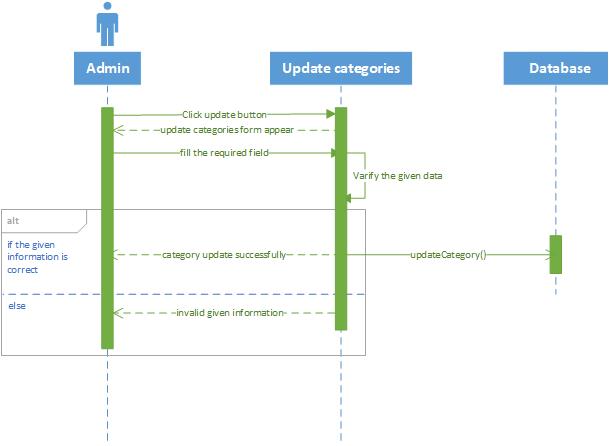 Admin
Update categories
Database
Click update button
update categories form appear
fill the required field
Varify the given data
alt
if the given
information is
correct
category update successfully
updateCategory()
else
invalid given information